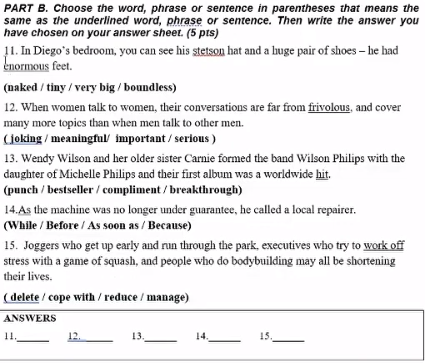 PART B. Choose the word, phrase or sentence in parentheses that means the
same as the underlined word, phrase or sentence. Then write the answer you
have chosen on your answer sheet. (5 pts)
11. In Diego's bedroom, you can see his stetson hat and a huge pair of shoes – he had
enormous feet.
(naked / tiny / very big / boundless)
12. When women talk to women, their conversations are far from frivolous, and cover
many more topics than when men talk to other men.
( joking / meaningful/ important / serious )
13. Wendy Wilson and her older sister Carnie formed the band Wilson Philips with the
daughter of Michelle Philips and their first album was a worldwide hit.
(punch / bestseller / compliment / breakthrough)
14.As the machine was no longer under guarantee, he called a local repairer.
(While / Before / As soon as / Because)
15. Joggers who get up early and run through the park, executives who try to work off
stress with a game of squash, and people who do bodybuilding may all be shortening
their lives.
( delete / cope with / reduce / manage)
ANSWERS
11.______ 12.______ 13.______ 14.______ 15.______